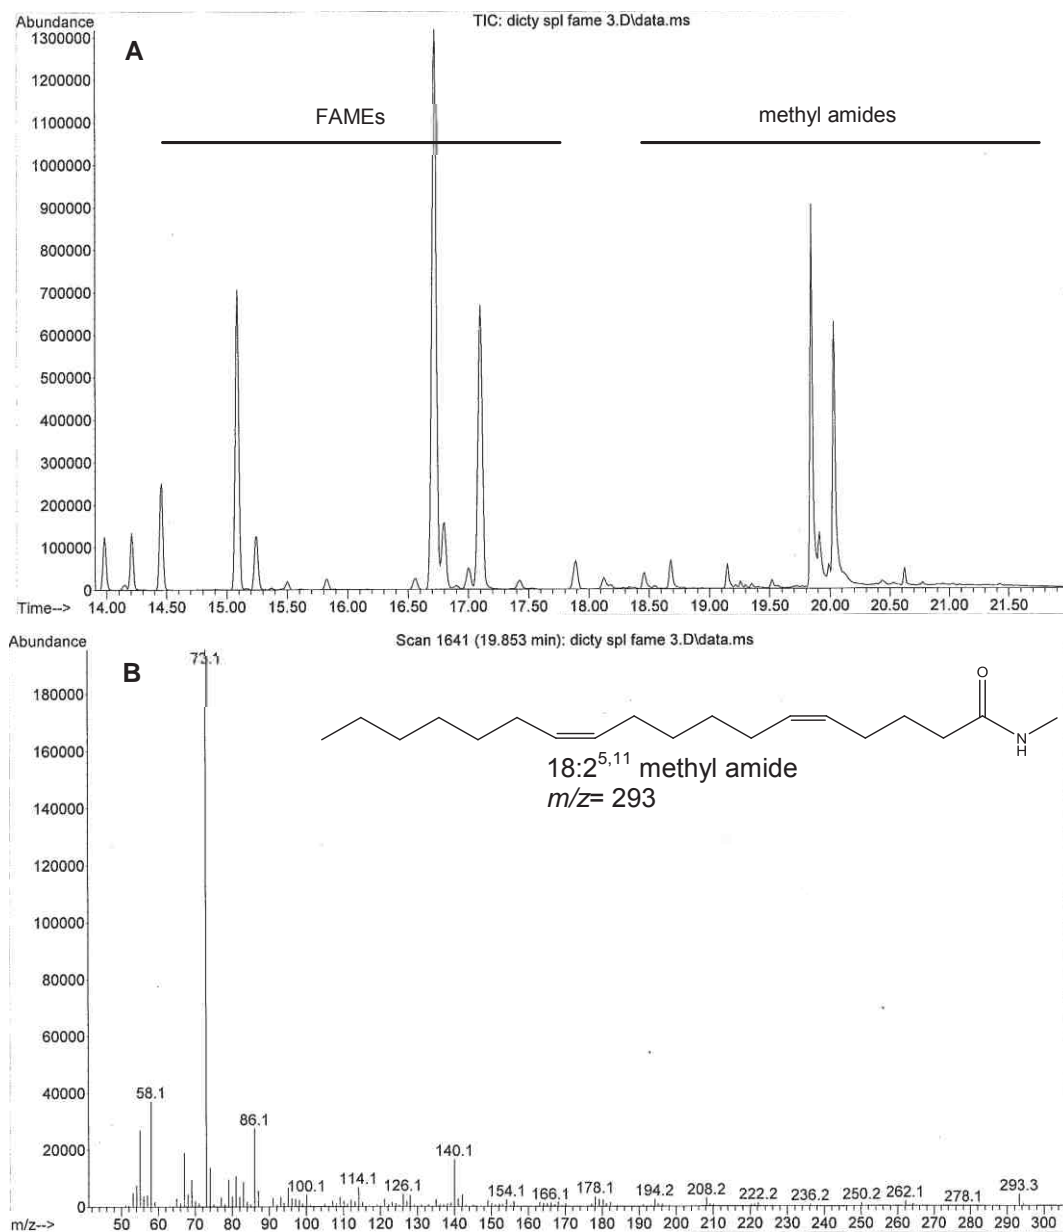 Abundance
TIC: dicty spl fame 3.D\data.ms
1300000
A
1200000
1100000
FAMEs
methyl amides
1000000
900000
800000
700000
600000
500000
400000
300000
200000
100000
0
14.00 14.50 15.00 15.50 16.00 16.50 17.00 17.50 18.00 18.50 19.00 19.50 20.00 20.50 21.00 21.50
Time-->
Abundance
Scan 1641 (19.853 min): dicty spl fame 3.D\data.ms
73.1
B
O
180000
N
H
160000
18:2^5,11 methyl amide
m/z= 293
140000
120000
100000
80000
60000
40000
58.1
86.1
20000
140.1
100.1 114.1 126.1 154.1 166.1 178.1 194.2 208.2 222.2 236.2 250.2 262.1 278.1 293.3
0
50 60 70 80 90 100 110 120 130 140 150 160 170 180 190 200 210 220 230 240 250 260 270 280 290 300
m/z-->